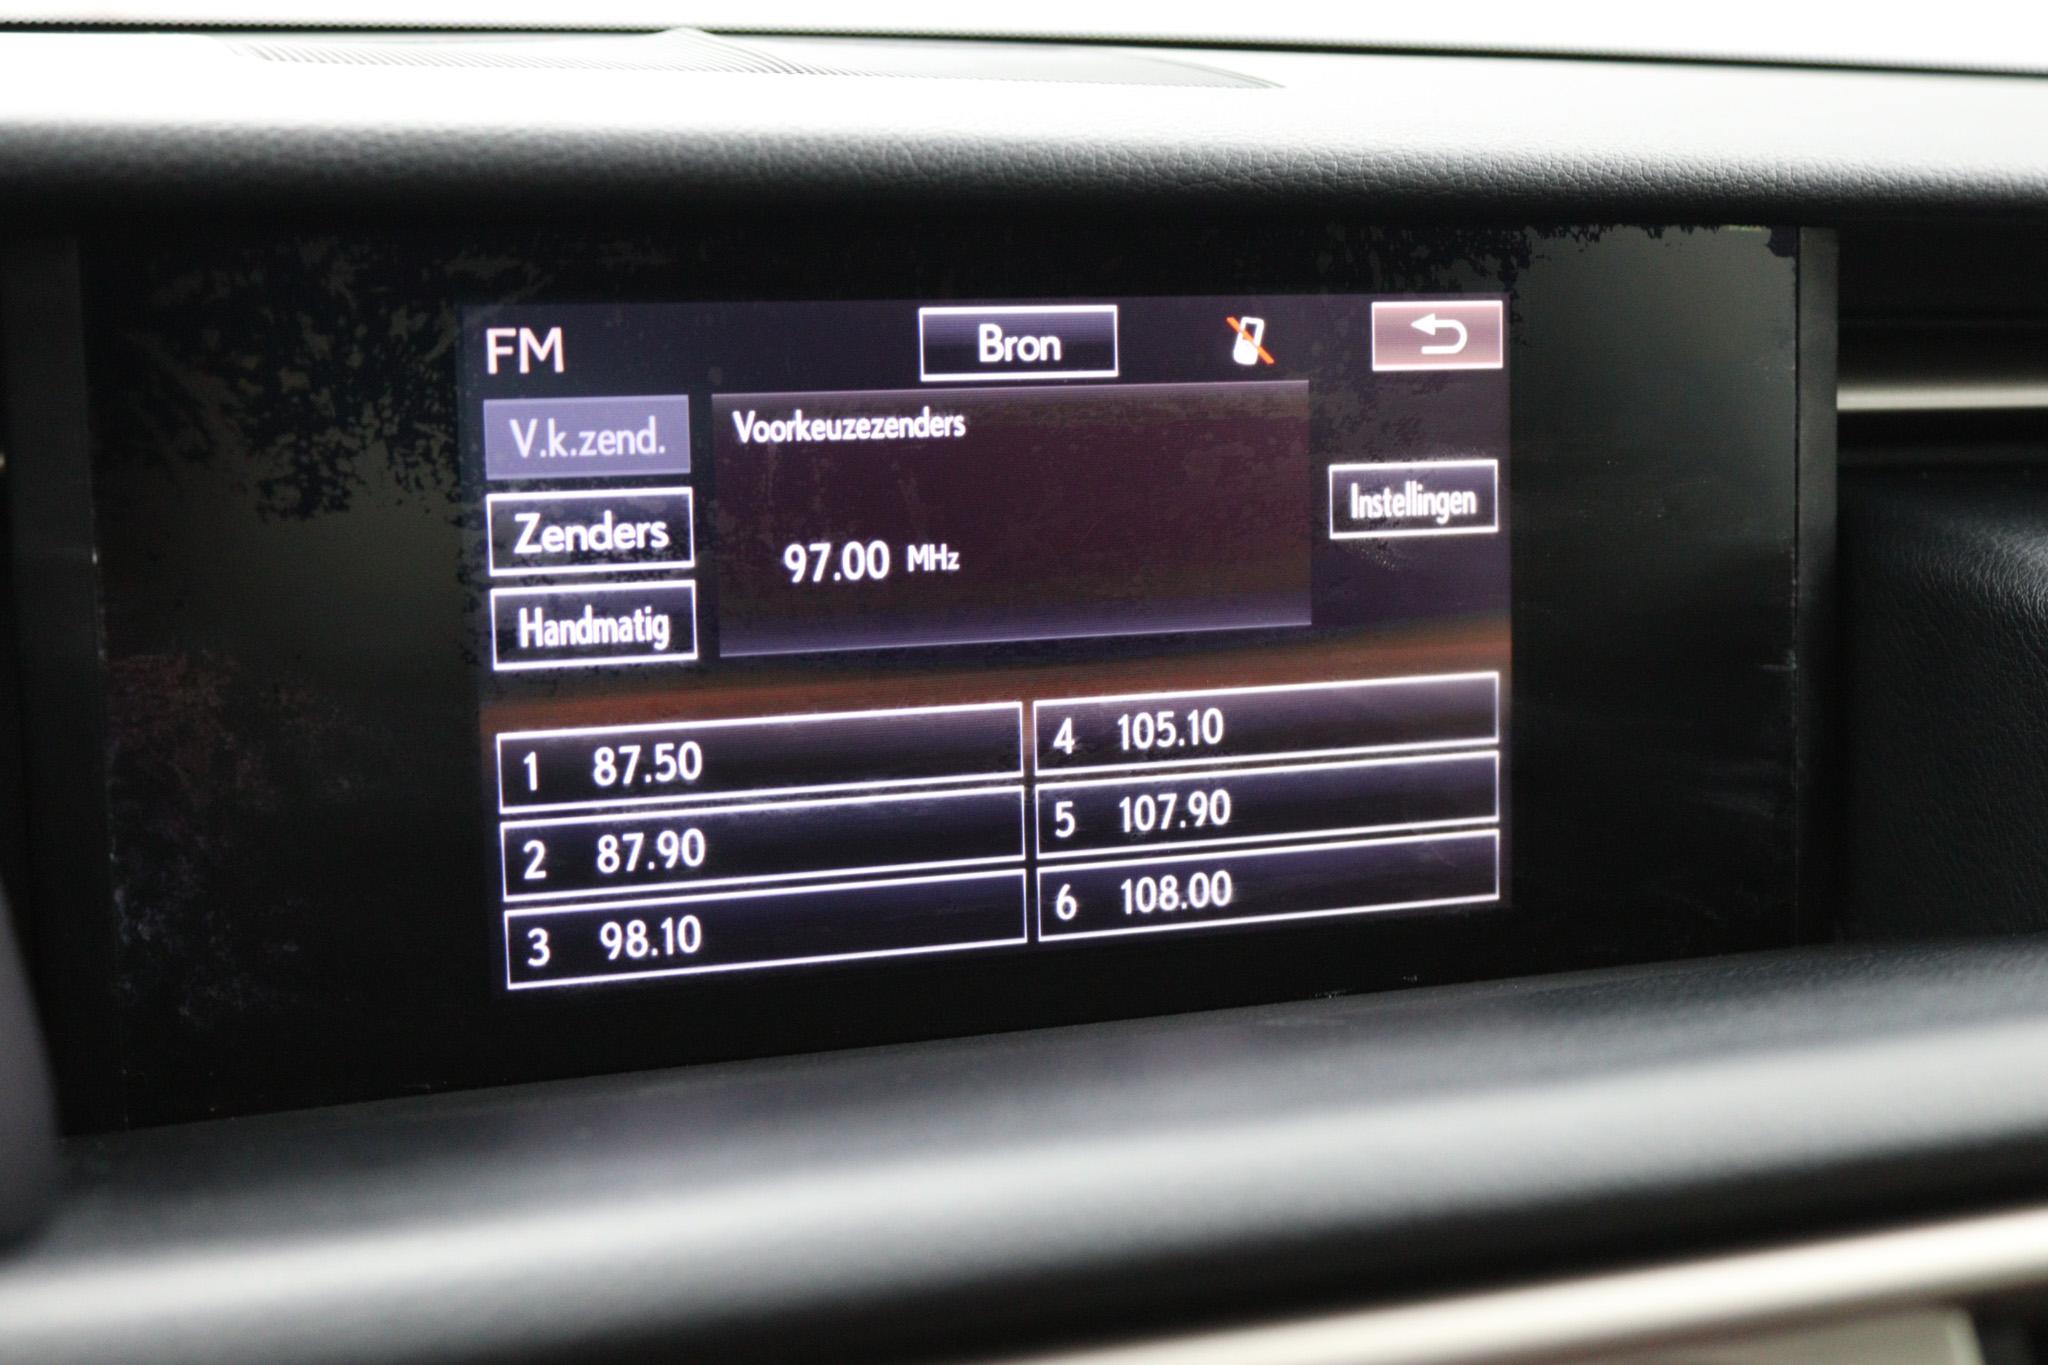 FM
Bron
V.k.zend.
Voorkeuzezenders
Zenders
Instellingen
97.00 MHz
Handmatig
1 87.50
4 105.10
2 87.90
5 107.90
3 98.10
6 108.00